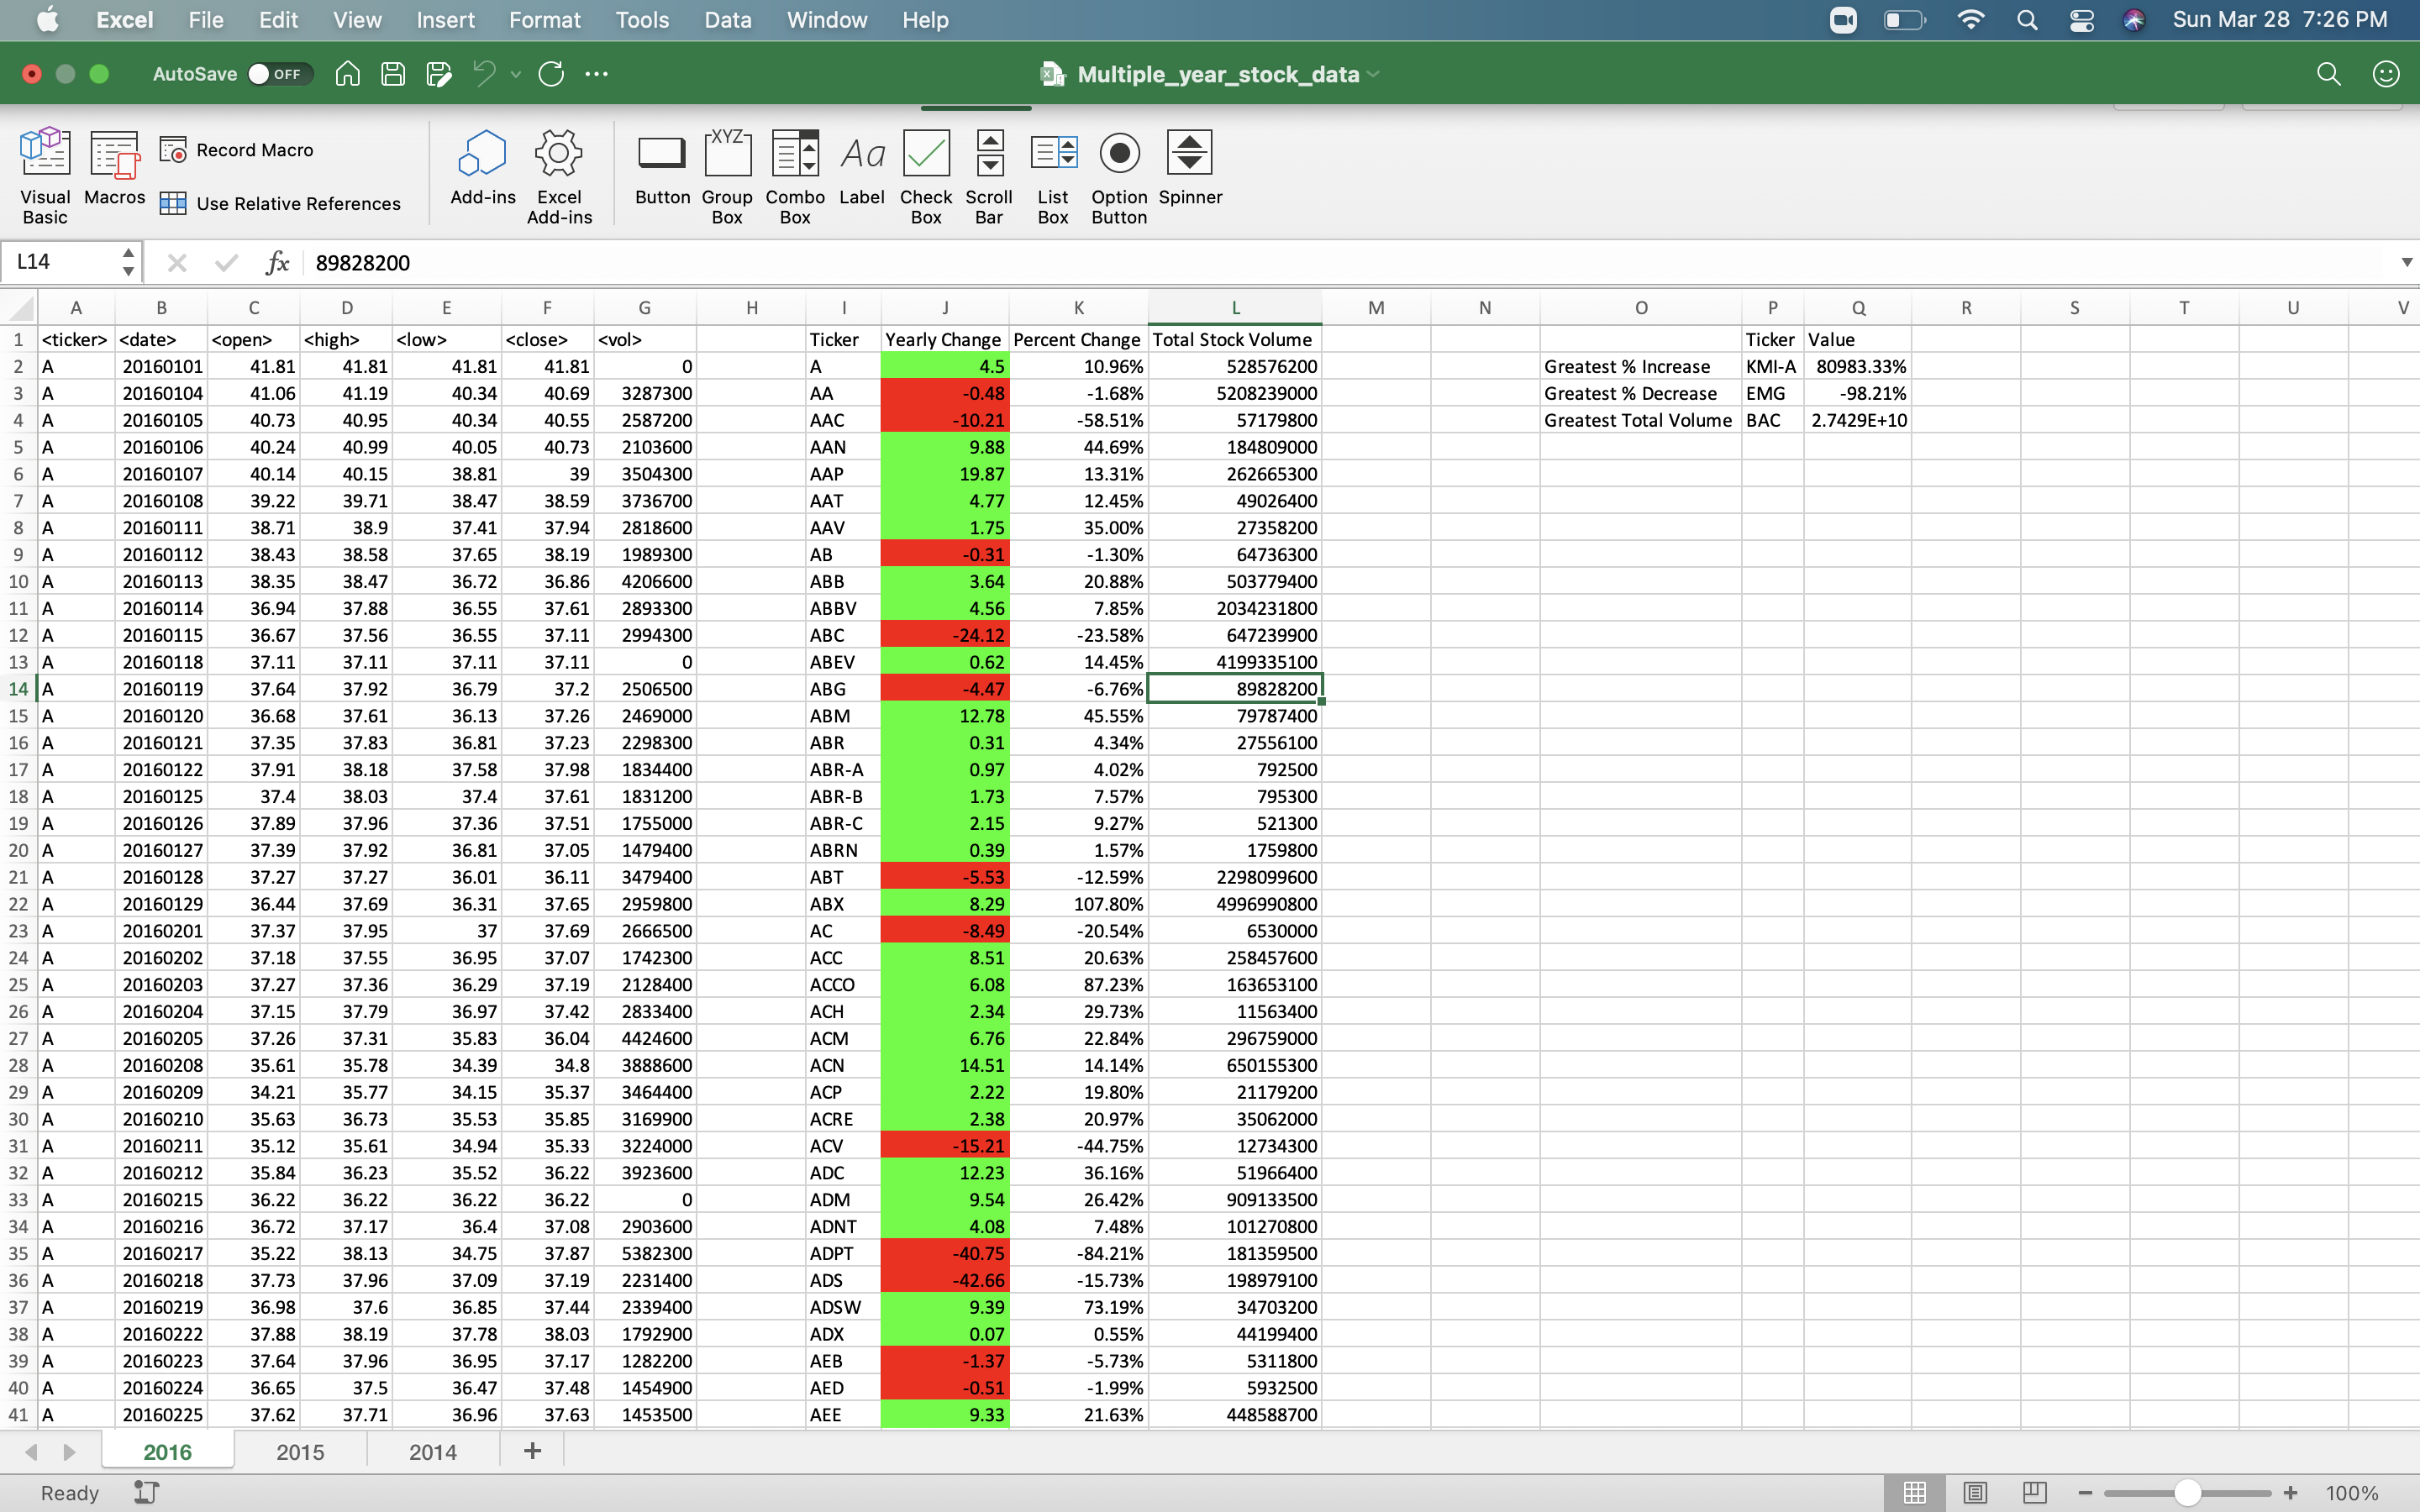 Excel File Edit View Insert Format Tools Data Window Help Sun Mar 28 7:26 PM
AutoSave OFF Multiple_year_stock_data
Visual Basic Macros Record Macro Use Relative References Add-ins Excel Add-ins Button Group Box Combo Box Label Check Box Scroll Bar List Box Option Button Spinner
L14 fx 89828200
A B C D E F G H I J K L M N O P Q R S T U V
1 <ticker> <date> <open> <high> <low> <close> <vol> Ticker Yearly Change Percent Change Total Stock Volume Ticker Value
2 A 20160101 41.81 41.81 41.81 41.81 0 A 4.5 10.96% 528576200 Greatest % Increase KMI-A 80983.33%
3 A 20160104 41.06 41.19 40.34 40.69 3287300 AA -0.48 -1.68% 5208239000 Greatest % Decrease EMG -98.21%
4 A 20160105 40.73 40.95 40.34 40.55 2587200 AAC -10.21 -58.51% 57179800 Greatest Total Volume BAC 2.7429E+10
5 A 20160106 40.24 40.99 40.05 40.73 2103600 AAN 9.88 44.69% 184809000
6 A 20160107 40.14 40.15 38.81 39 3504300 AAP 19.87 13.31% 262665300
7 A 20160108 39.22 39.71 38.47 38.59 3736700 AAT 4.77 12.45% 49026400
8 A 20160111 38.71 38.9 37.41 37.94 2818600 AAV 1.75 35.00% 27358200
9 A 20160112 38.43 38.58 37.65 38.19 1989300 AB -0.31 -1.30% 64736300
10 A 20160113 38.35 38.47 36.72 36.86 4206600 ABB 3.64 20.88% 503779400
11 A 20160114 36.94 37.88 36.55 37.61 2893300 ABBV 4.56 7.85% 2034231800
12 A 20160115 36.67 37.56 36.55 37.11 2994300 ABC -24.12 -23.58% 647239900
13 A 20160118 37.11 37.11 37.11 37.11 0 ABEV 0.62 14.45% 4199335100
14 A 20160119 37.64 37.92 36.79 37.2 2506500 ABG -4.47 -6.76% 89828200
15 A 20160120 36.68 37.61 36.13 37.26 2469000 ABM 12.78 45.55% 79787400
16 A 20160121 37.35 37.83 36.81 37.23 2298300 ABR 0.31 4.34% 27556100
17 A 20160122 37.91 38.18 37.58 37.98 1834400 ABR-A 0.97 4.02% 792500
18 A 20160125 37.4 38.03 37.4 37.61 1831200 ABR-B 1.73 7.57% 795300
19 A 20160126 37.89 37.96 37.36 37.51 1755000 ABR-C 2.15 9.27% 521300
20 A 20160127 37.39 37.92 36.81 37.05 1479400 ABRN 0.39 1.57% 1759800
21 A 20160128 37.27 37.27 36.01 36.11 3479400 ABT -5.53 -12.59% 2298099600
22 A 20160129 36.44 37.69 36.31 37.65 2959800 ABX 8.29 107.80% 4996990800
23 A 20160201 37.37 37.95 37 37.69 2666500 AC -8.49 -20.54% 6530000
24 A 20160202 37.18 37.55 36.95 37.07 1742300 ACC 8.51 20.63% 258457600
25 A 20160203 37.27 37.36 36.29 37.19 2128400 ACCO 6.08 87.23% 163653100
26 A 20160204 37.15 37.79 36.97 37.42 2833400 ACH 2.34 29.73% 11563400
27 A 20160205 37.26 37.31 35.83 36.04 4424600 ACM 6.76 22.84% 296759000
28 A 20160208 35.61 35.78 34.39 34.8 3888600 ACN 14.51 14.14% 650155300
29 A 20160209 34.21 35.77 34.15 35.37 3464400 ACP 2.22 19.80% 21179200
30 A 20160210 35.63 36.73 35.53 35.85 3169900 ACRE 2.38 20.97% 35062000
31 A 20160211 35.12 35.61 34.94 35.33 3224000 ACV -15.21 -44.75% 12734300
32 A 20160212 35.84 36.23 35.52 36.22 3923600 ADC 12.23 36.16% 51966400
33 A 20160215 36.22 36.22 36.22 36.22 0 ADM 9.54 26.42% 909133500
34 A 20160216 36.72 37.17 36.4 37.08 2903600 ADNT 4.08 7.48% 101270800
35 A 20160217 35.22 38.13 34.75 37.87 5382300 ADPT -40.75 -84.21% 181359500
36 A 20160218 37.73 37.96 37.09 37.19 2231400 ADS -42.66 -15.73% 198979100
37 A 20160219 36.98 37.6 36.85 37.44 2339400 ADSW 9.39 73.19% 34703200
38 A 20160222 37.88 38.19 37.78 38.03 1792900 ADX 0.07 0.55% 44199400
39 A 20160223 37.64 37.96 36.95 37.17 1282200 AEB -1.37 -5.73% 5311800
40 A 20160224 36.65 37.5 36.47 37.48 1454900 AED -0.51 -1.99% 5932500
41 A 20160225 37.62 37.71 36.96 37.63 1453500 AEE 9.33 21.63% 448588700
2016 2015 2014 +
Ready 100%